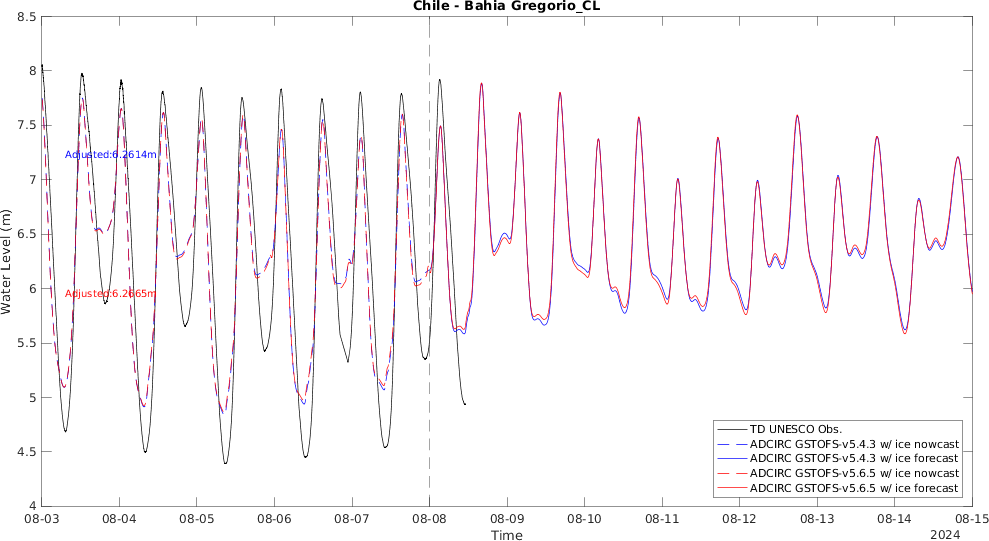 Chile - Bahia Gregorio_CL
8.5
8
7.5
7
6.5
6
5.5
5
4.5
4
Water Level (m)
Adjusted:6.2614m
Adjusted:6.2665m
TD UNESCO Obs.
ADCIRC GSTOFS-v5.4.3 w/ ice nowcast
ADCIRC GSTOFS-v5.4.3 w/ ice forecast
ADCIRC GSTOFS-v5.6.5 w/ ice nowcast
ADCIRC GSTOFS-v5.6.5 w/ ice forecast
08-03 08-04 08-05 08-06 08-07 08-08 08-09 08-10 08-11 08-12 08-13 08-14 08-15
Time
2024